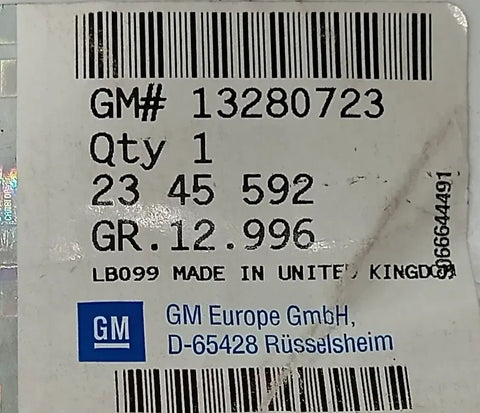 GM# 13280723
Qty 1
23 45 592
GR.12.996
LB099 MADE IN UNITED KINGDOM
GM
GM Europe GmbH,
D-65428 Rüsselsheim